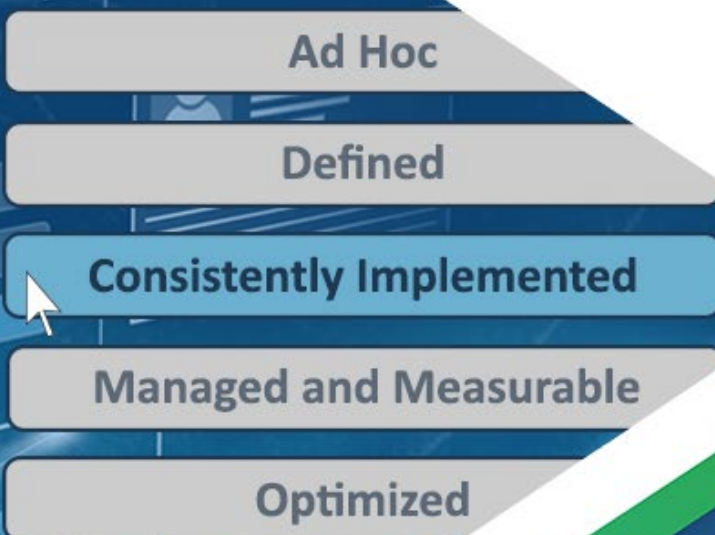 Ad Hoc
Defined
Consistently Implemented
Managed and Measurable
Optimized